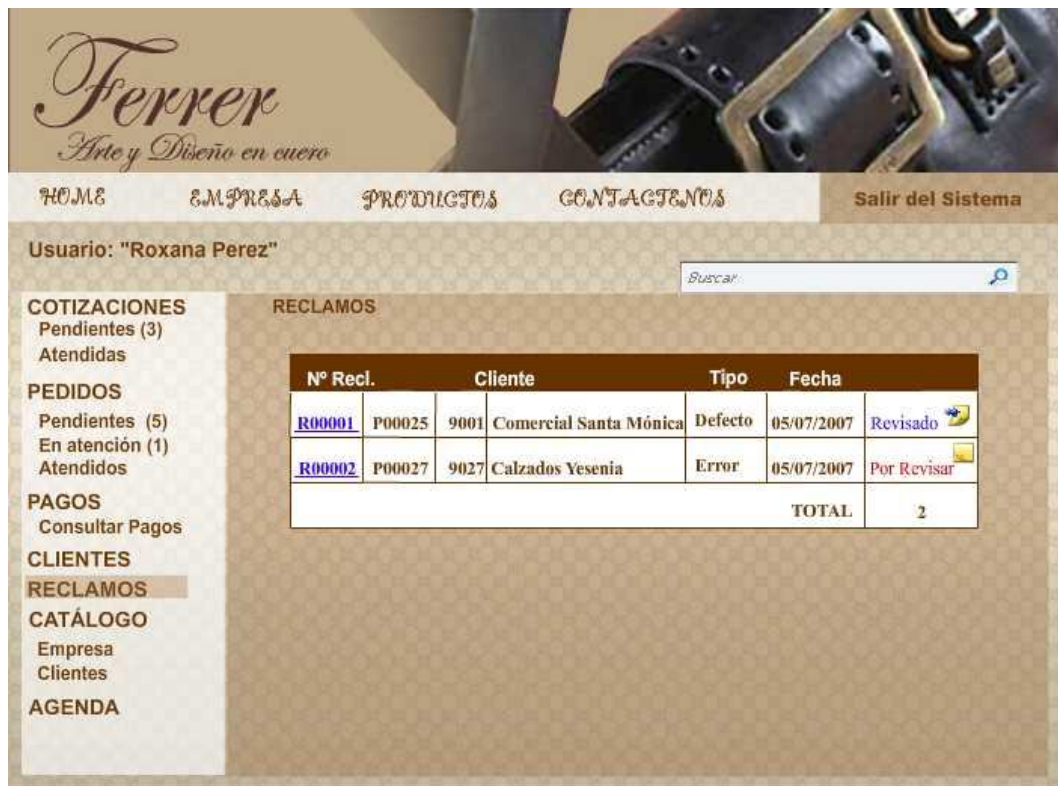 Ferrer
Arte y Diseño en cuero
HOME EMPRESA PRODUCTOS CONTACTENOS Salir del Sistema
Usuario: "Roxana Perez"
Buscar
COTIZACIONES
Pendientes (3)
Atendidas
PEDIDOS
Pendientes (5)
En atención (1)
Atendidos
PAGOS
Consultar Pagos
CLIENTES
RECLAMOS
CATÁLOGO
Empresa
Clientes
AGENDA
RECLAMOS
Nº Recl. Cliente Tipo Fecha
R00001 P00025 9001 Comercial Santa Mónica Defecto 05/07/2007 Revisado
R00002 P00027 9027 Calzados Yesenia Error 05/07/2007 Por Revisar
TOTAL 2